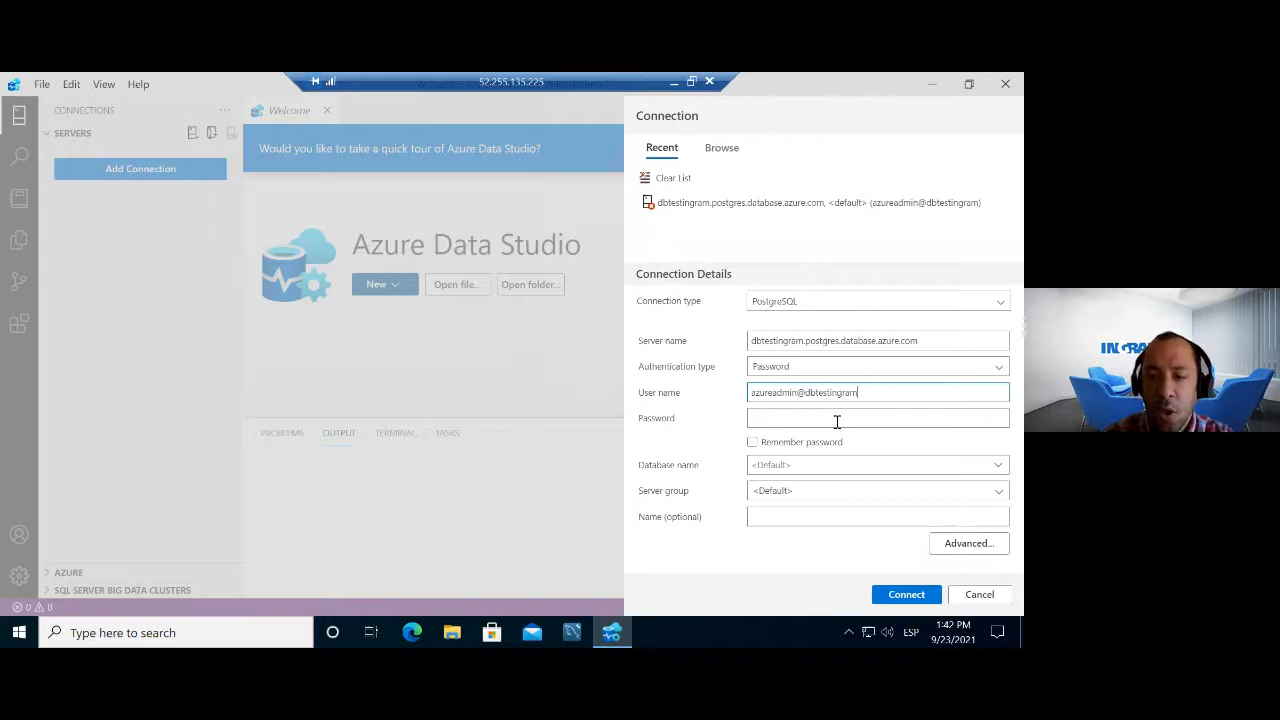 File Edit View Help
52.255.135.225
CONNECTIONS
SERVERS
Add Connection
Welcome
Would you like to take a quick tour of Azure Data Studio?
Azure Data Studio
New
Open file...
Open folder...
PROBLEMS OUTPUT TERMINAL TASKS
AZURE
SQL SERVER BIG DATA CLUSTERS
0 0
Connection
Recent Browse
Clear List
dbtestingram.postgres.database.azure.com, <default> (azureadmin@dbtestingram)
Connection Details
Connection type PostgreSQL
Server name dbtestingram.postgres.database.azure.com
Authentication type Password
User name azureadmin@dbtestingram
Password
Remember password
Database name <Default>
Server group <Default>
Name (optional)
Advanced...
Connect Cancel
Type here to search
ESP
1:42 PM
9/23/2021